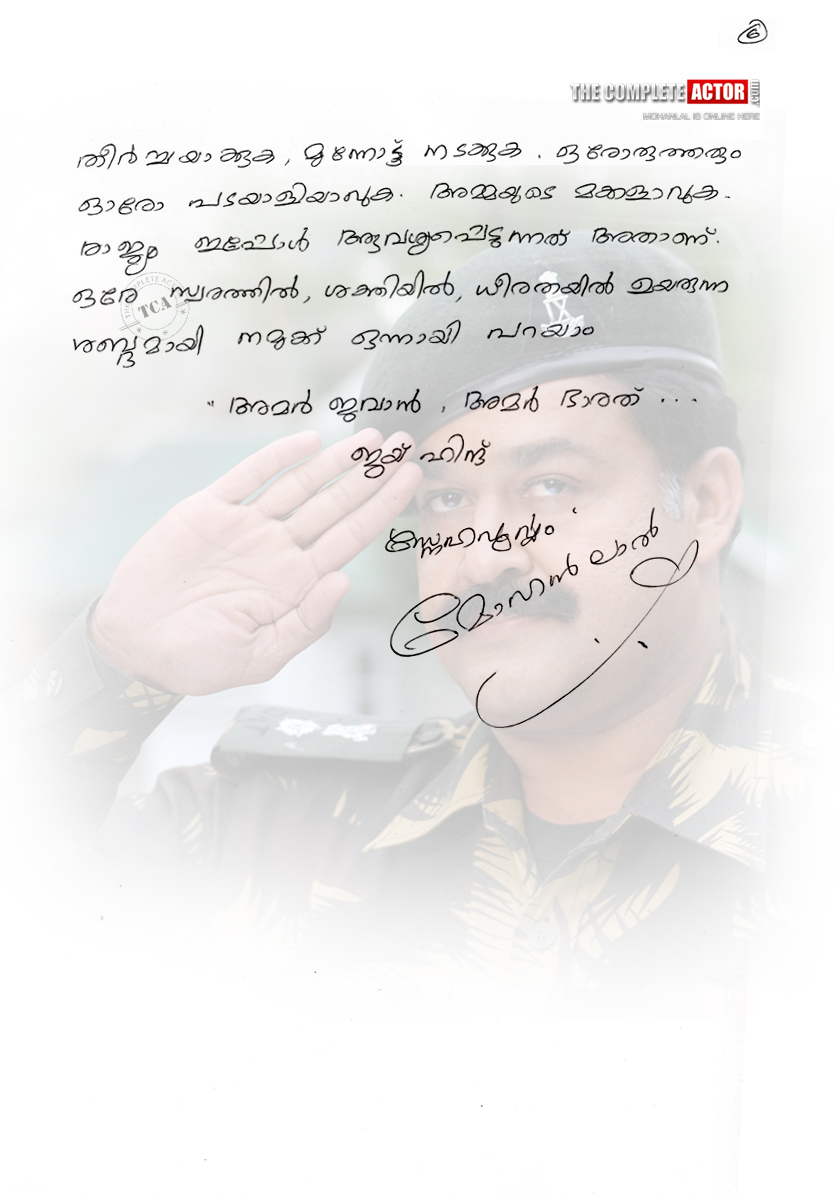 6
THE COMPLETE ACTOR .COM
MOHANLAL IS ONLINE HERE
തീർച്ചയാക്കുക, മുന്നോട്ട് നടക്കുക. ഒരോരുത്തരും
ഓരോ പടയാളിയാവുക. അമ്മയുടെ മക്കളാവുക.
രാജ്യം ഇപ്പോൾ ആവശ്യപ്പെടുന്നത് അതാണ്.
ഒരേ സ്വരത്തിൽ, ശക്തിയിൽ, ധീരതയിൽ ഉയരുന്ന
TCA
ശബ്ദമായി നമുക്ക് ഒന്നായി പറയാം
" അമർ ജവാൻ, അമർ ഭാരത് ...
ജയ് ഹിന്ദ്
സ്നേഹപൂർവ്വം
മോഹൻലാൽ